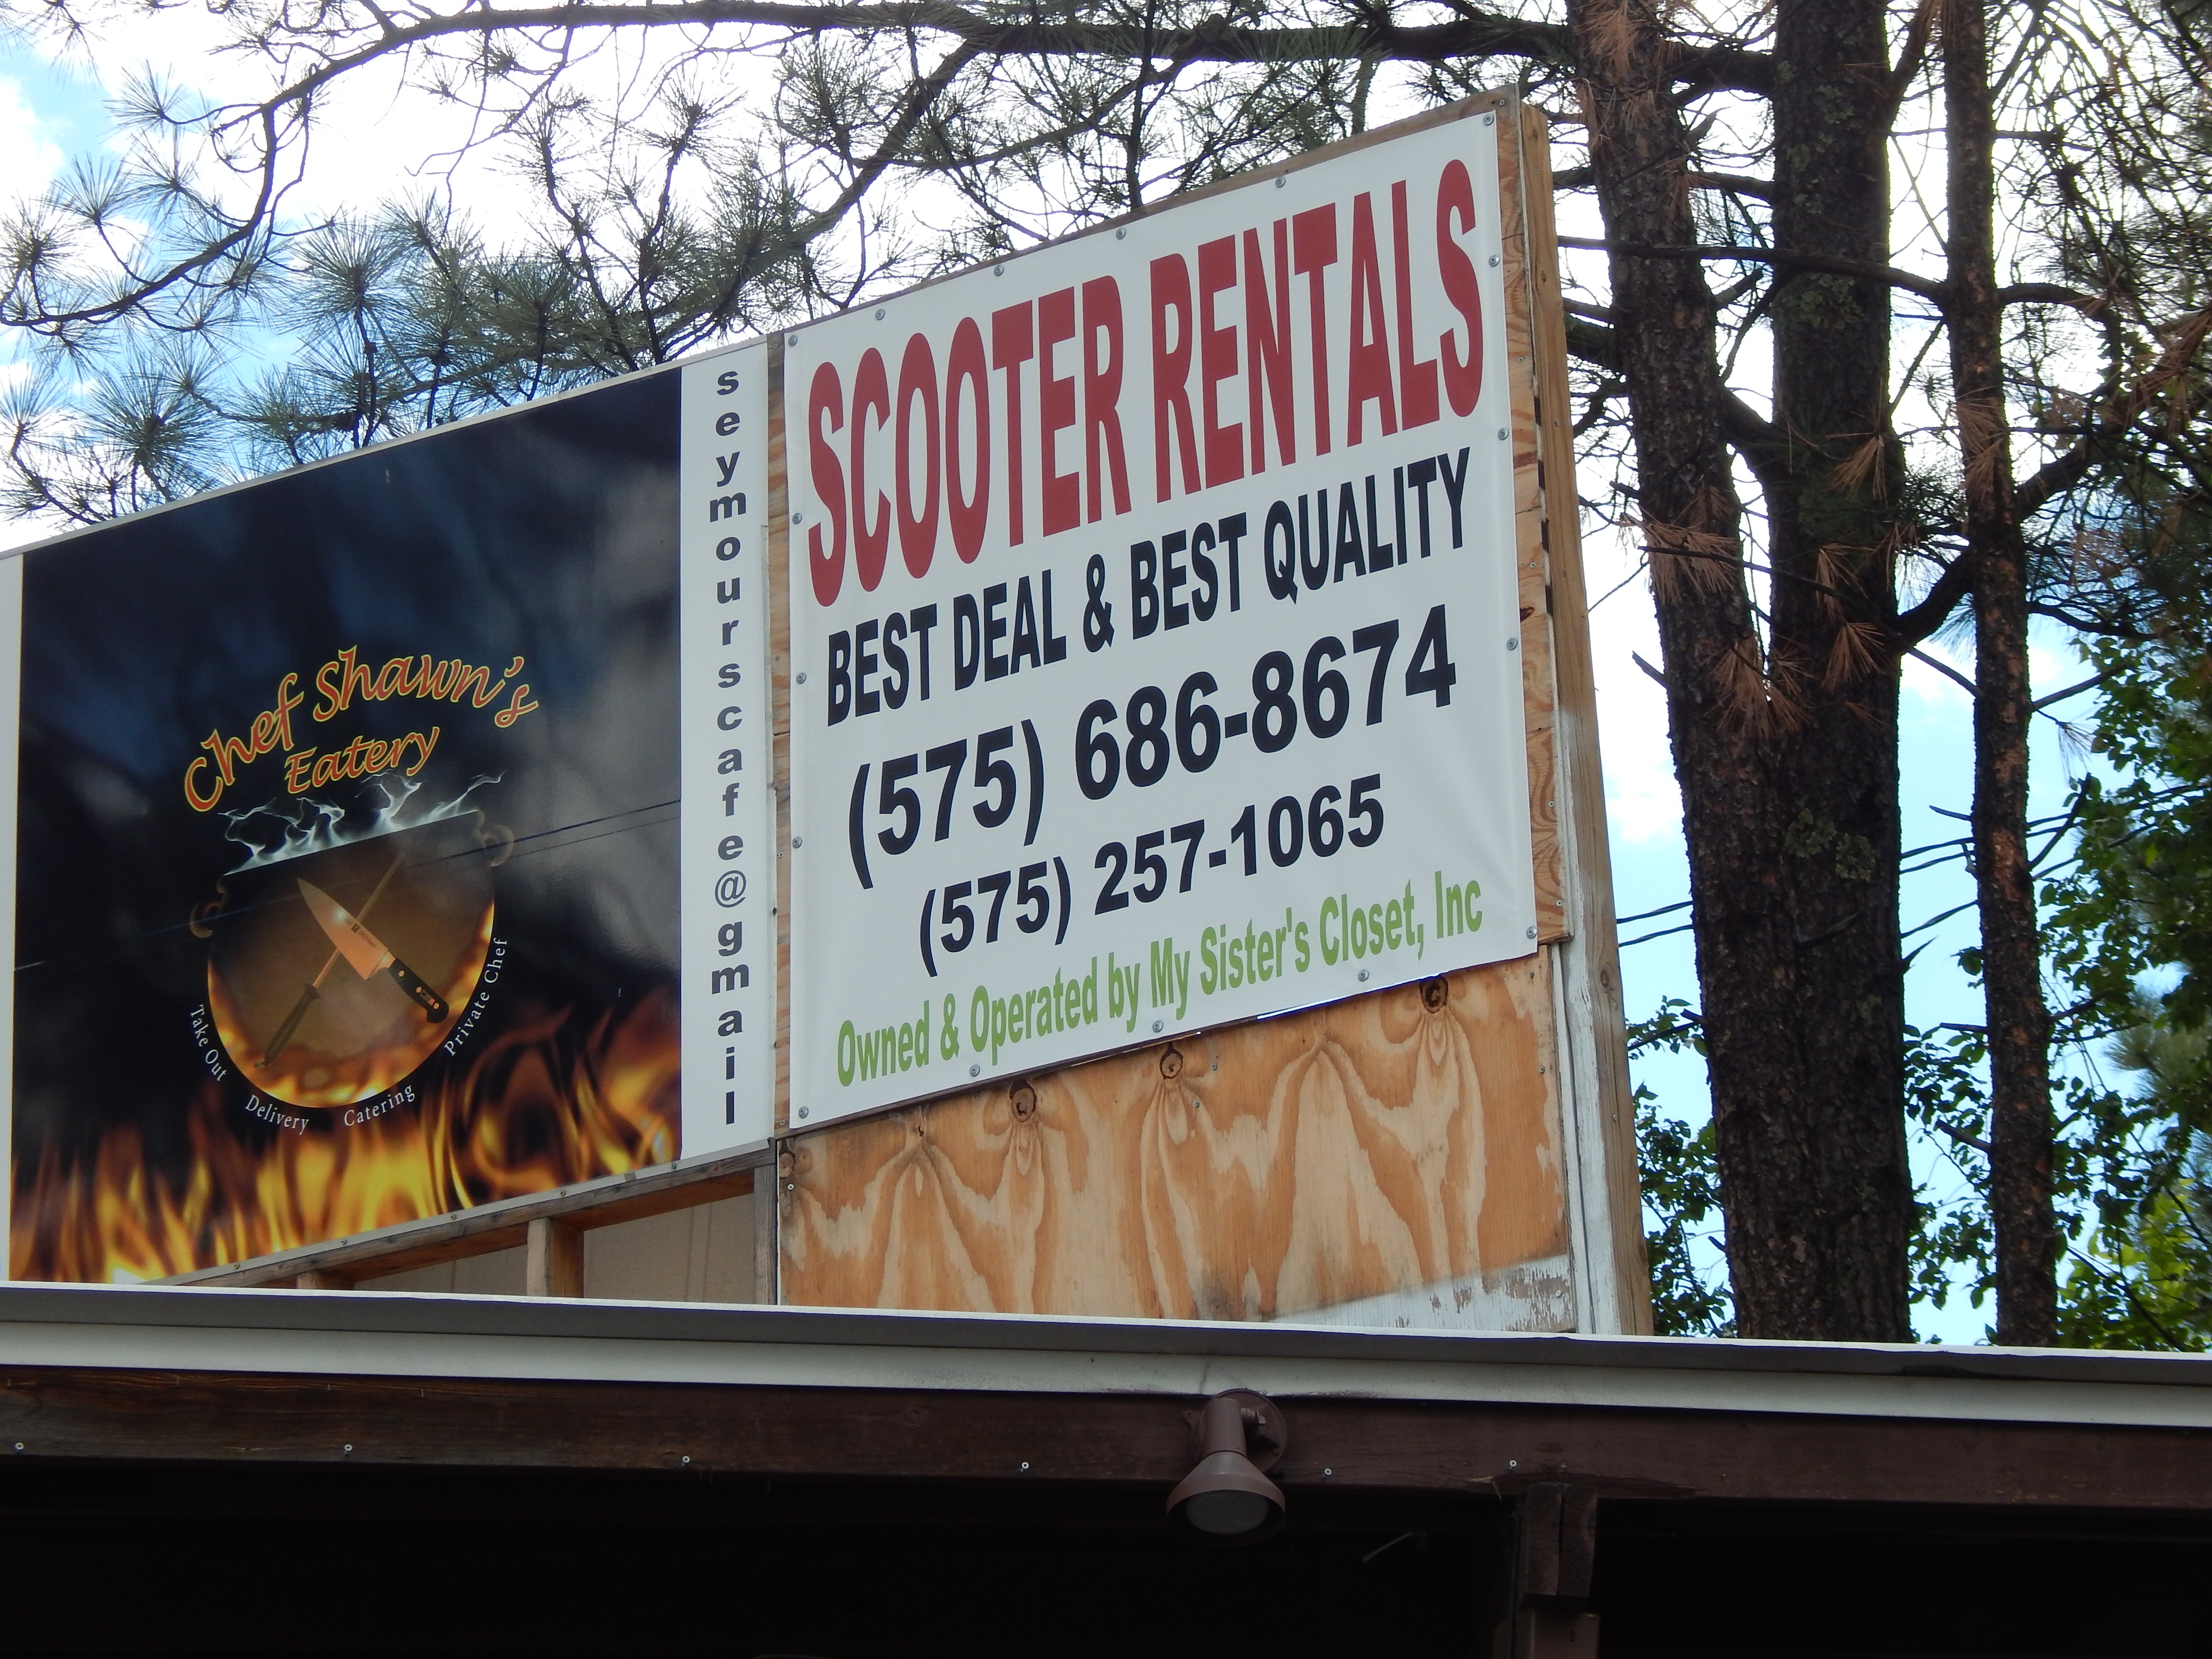 Chef Shawn's
Eatery
Take Out
Delivery
Catering
Private Chef
seymourscafe@gmail
SCOOTER RENTALS
BEST DEAL & BEST QUALITY
(575) 686-8674
(575) 257-1065
Owned & Operated by My Sister's Closet, Inc